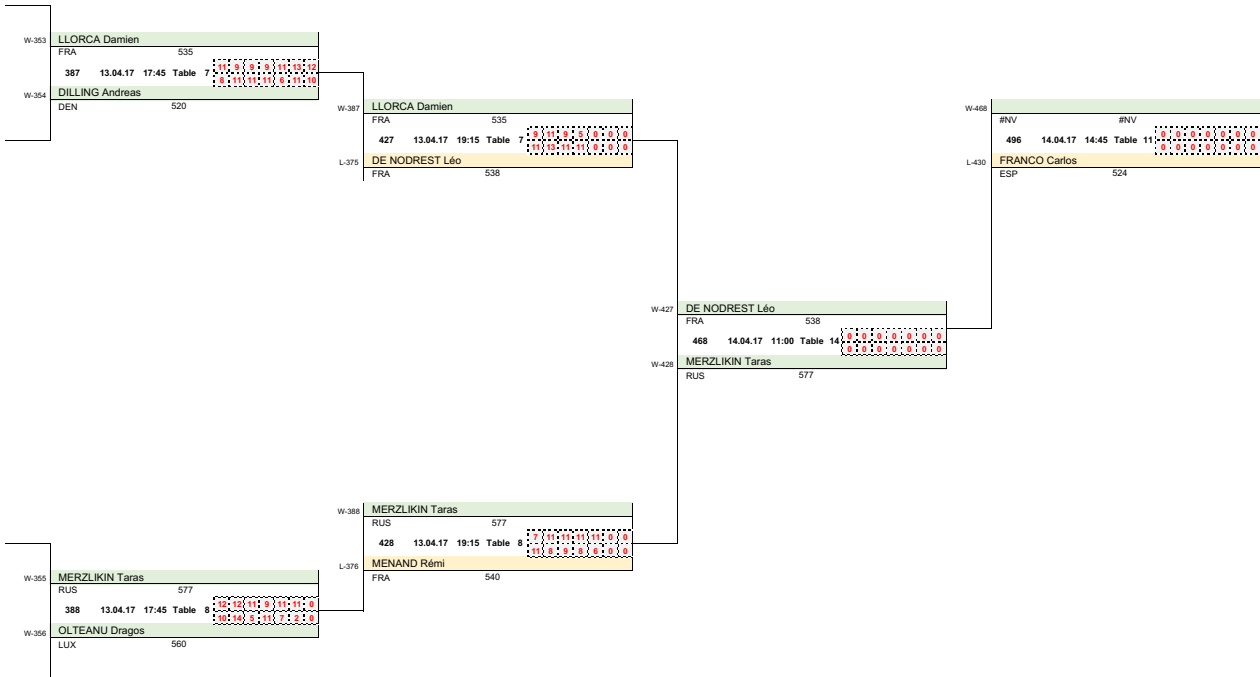 W-353 LLORCA Damien
FRA 535
387 13.04.17 17:45 Table 7
11 9 9 9 11 13 12
8 11 11 11 6 11 10
W-354 DILLING Andreas
DEN 520
W-387 LLORCA Damien
FRA 535
427 13.04.17 19:15 Table 7
9 11 9 5 0 0 0
11 13 11 11 0 0 0
L-375 DE NODREST Léo
FRA 538
W-468
#NV #NV
496 14.04.17 14:45 Table 11
0 0 0 0 0 0 0
0 0 0 0 0 0 0
L-430 FRANCO Carlos
ESP 524
W-427 DE NODREST Léo
FRA 538
468 14.04.17 11:00 Table 14
0 0 0 0 0 0 0
0 0 0 0 0 0 0
W-428 MERZLIKIN Taras
RUS 577
W-388 MERZLIKIN Taras
RUS 577
428 13.04.17 19:15 Table 8
7 11 11 11 11 0 0
11 8 9 8 6 0 0
L-376 MENAND Rémi
FRA 540
W-355 MERZLIKIN Taras
RUS 577
388 13.04.17 17:45 Table 8
12 12 11 9 11 11 0
10 14 5 11 7 2 0
W-356 OLTEANU Dragos
LUX 560